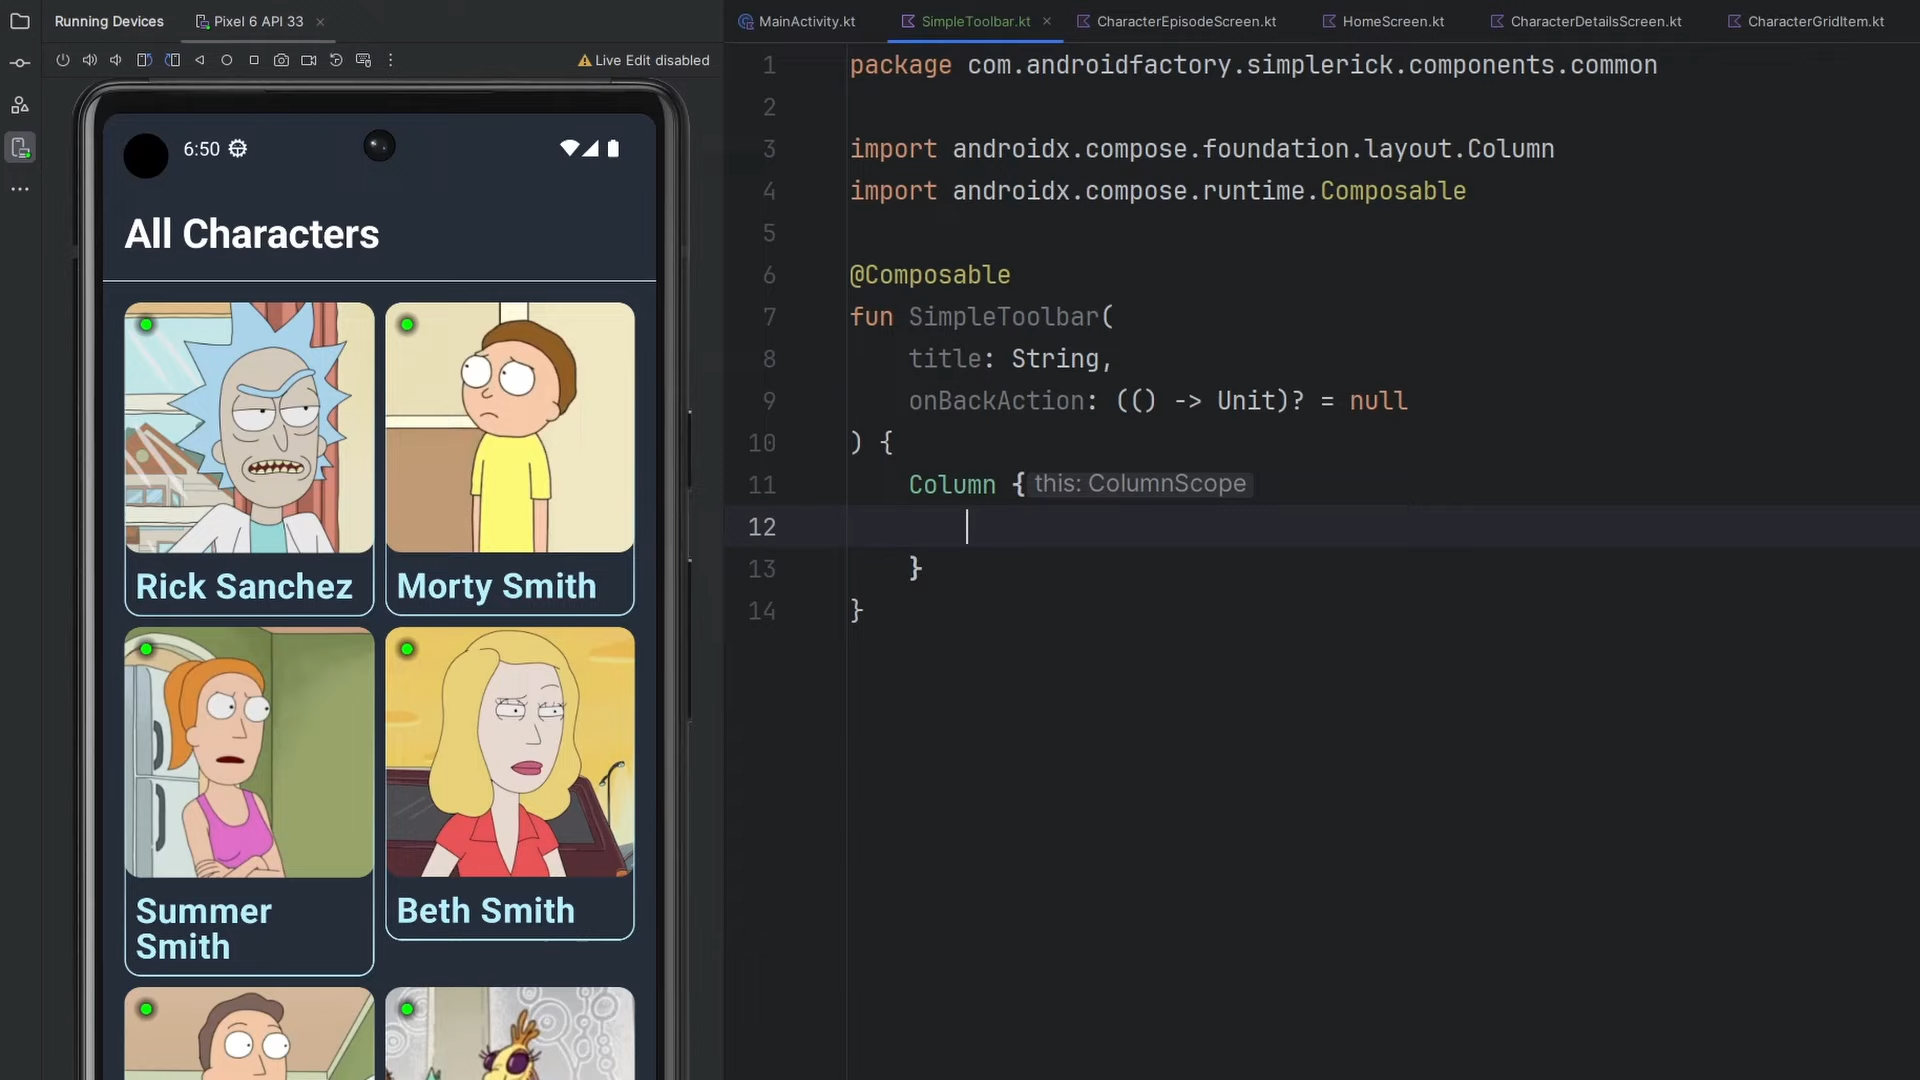 Running Devices
Pixel 6 API 33
Live Edit disabled
6:50
All Characters
Rick Sanchez
Morty Smith
Summer
Smith
Beth Smith
MainActivity.kt
SimpleToolbar.kt
CharacterEpisodeScreen.kt
HomeScreen.kt
CharacterDetailsScreen.kt
CharacterGridItem.kt
1 package com.androidfactory.simplerick.components.common
2
3 import androidx.compose.foundation.layout.Column
4 import androidx.compose.runtime.Composable
5
6 @Composable
7 fun SimpleToolbar(
8 title: String,
9 onBackAction: (() -> Unit)? = null
10 ) {
11 Column { this: ColumnScope
12
13 }
14 }